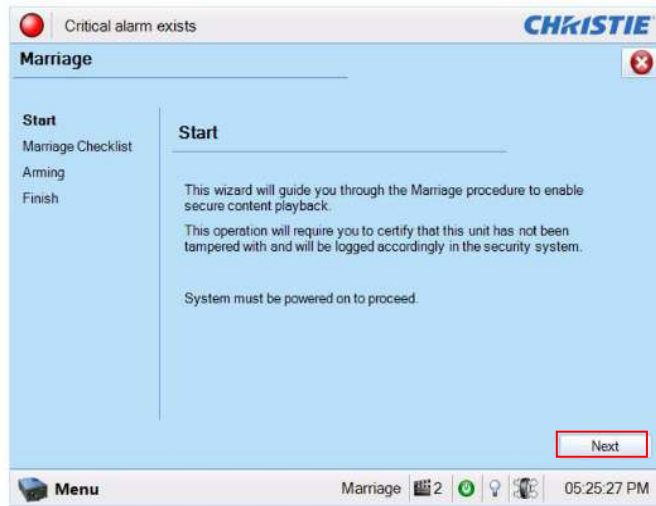 Critical alarm exists
CHRISTIE
Marriage
Start
Marriage Checklist
Arming
Finish
Start
This wizard will guide you through the Marriage procedure to enable
secure content playback.
This operation will require you to certify that this unit has not been
tampered with and will be logged accordingly in the security system.
System must be powered on to proceed.
Next
Menu
Marriage
2
05:25:27 PM